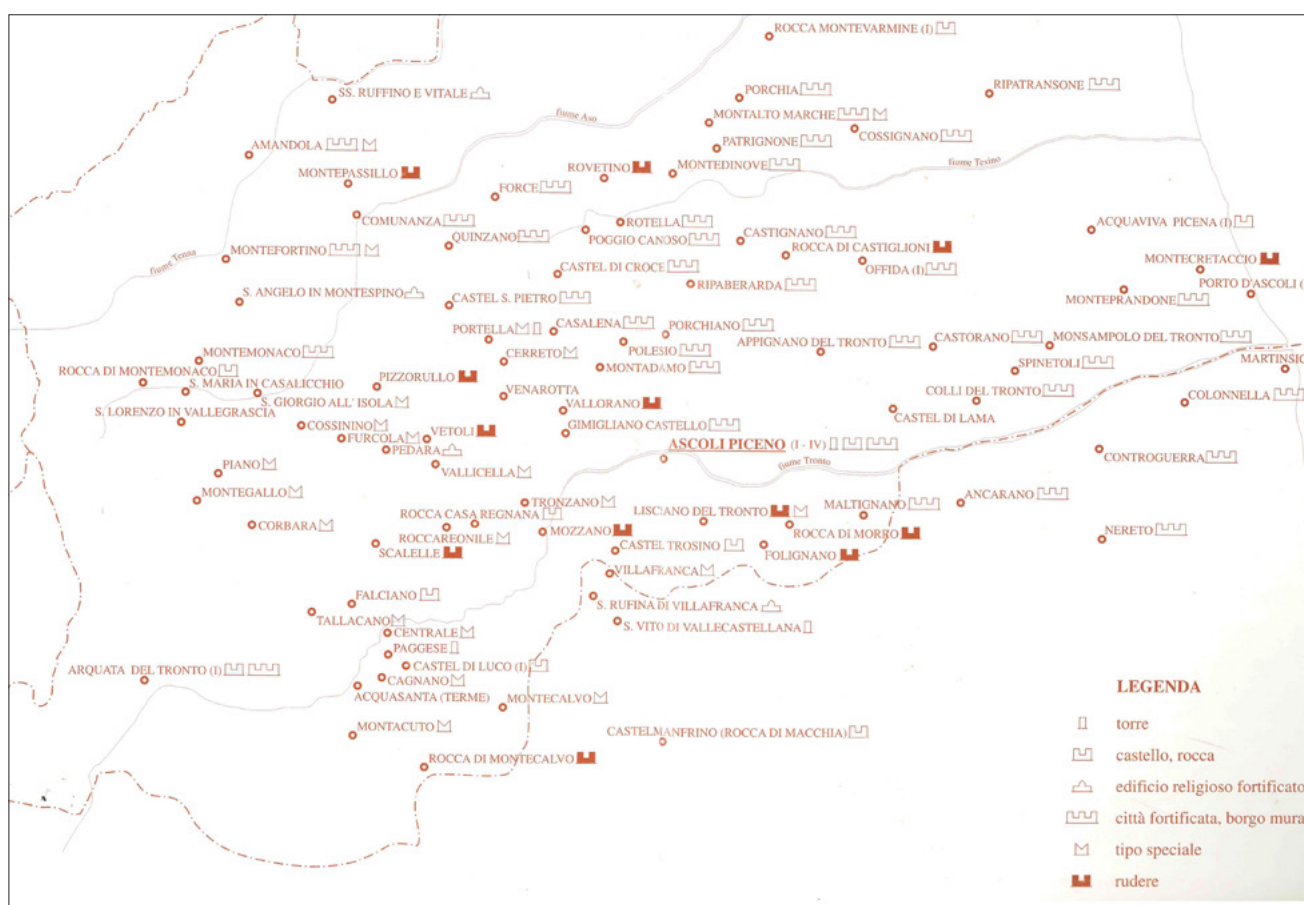 ROCCA MONTEVARMINE (I)
SS. RUFFINO E VITALE
PORCHIA
RIPATRANSONE
fiume Aso
MONTALTO MARCHE
COSSIGNANO
AMANDOLA
PATRIGNONE
MONTEPASSILLO
ROVETINO
MONTEDINOVE
fiume Tesino
FORCE
COMUNANZA
ROTELLA
ACQUAVIVA PICENA (I)
QUINZANO
POGGIO CANOSO
CASTIGNANO
MONTEFORTINO
ROCCA DI CASTIGLIONI
MONTECRETACCIO
fiume Tenna
CASTEL DI CROCE
OFFIDA (I)
PORTO D'ASCOLI (
S. ANGELO IN MONTESPINO
RIPABERARDA
MONTEPRANDONE
CASTEL S. PIETRO
PORTELLA
CASALENA
PORCHIANO
APPIGNANO DEL TRONTO
CASTORANO
MONSAMPOLO DEL TRONTO
MONTEMONACO
CERRETO
POLESIO
SPINETOLI
MARTINSIC
ROCCA DI MONTEMONACO
MONTADAMO
S. MARIA IN CASALICCHIO
PIZZORULLO
COLLI DEL TRONTO
S. GIORGIO ALL' ISOLA
VENAROTTA
COLONNELLA
S. LORENZO IN VALLEGRASCIA
VALLORANO
CASTEL DI LAMA
COSSININO
GIMIGLIANO CASTELLO
FURCOLA
VETOLI
ASCOLI PICENO (I - IV)
PEDARA
CONTROGUERRA
PIANO
VALLICELLA
fiume Tronto
MONTEGALLO
TRONZANO
MALTIGNANO
ANCARANO
ROCCA CASA REGNANA
LISCIANO DEL TRONTO
CORBARA
MOZZANO
ROCCA DI MORRO
NERETO
ROCCAREONILE
CASTEL TROSINO
SCALELLE
FOLIGNANO
VILLAFRANCA
FALCIANO
S. RUFINA DI VILLAFRANCA
TALLACANO
S. VITO DI VALLECASTELLANA
CENTRALE
PAGGESE
ARQUATA DEL TRONTO (I)
CASTEL DI LUCO (I)
CAGNANO
ACQUASANTA (TERME)
MONTECALVO
MONTACUTO
CASTELMANFRINO (ROCCA DI MACCHIA)
ROCCA DI MONTECALVO
LEGENDA
torre
castello, rocca
edificio religioso fortificato
città fortificata, borgo mura
tipo speciale
rudere